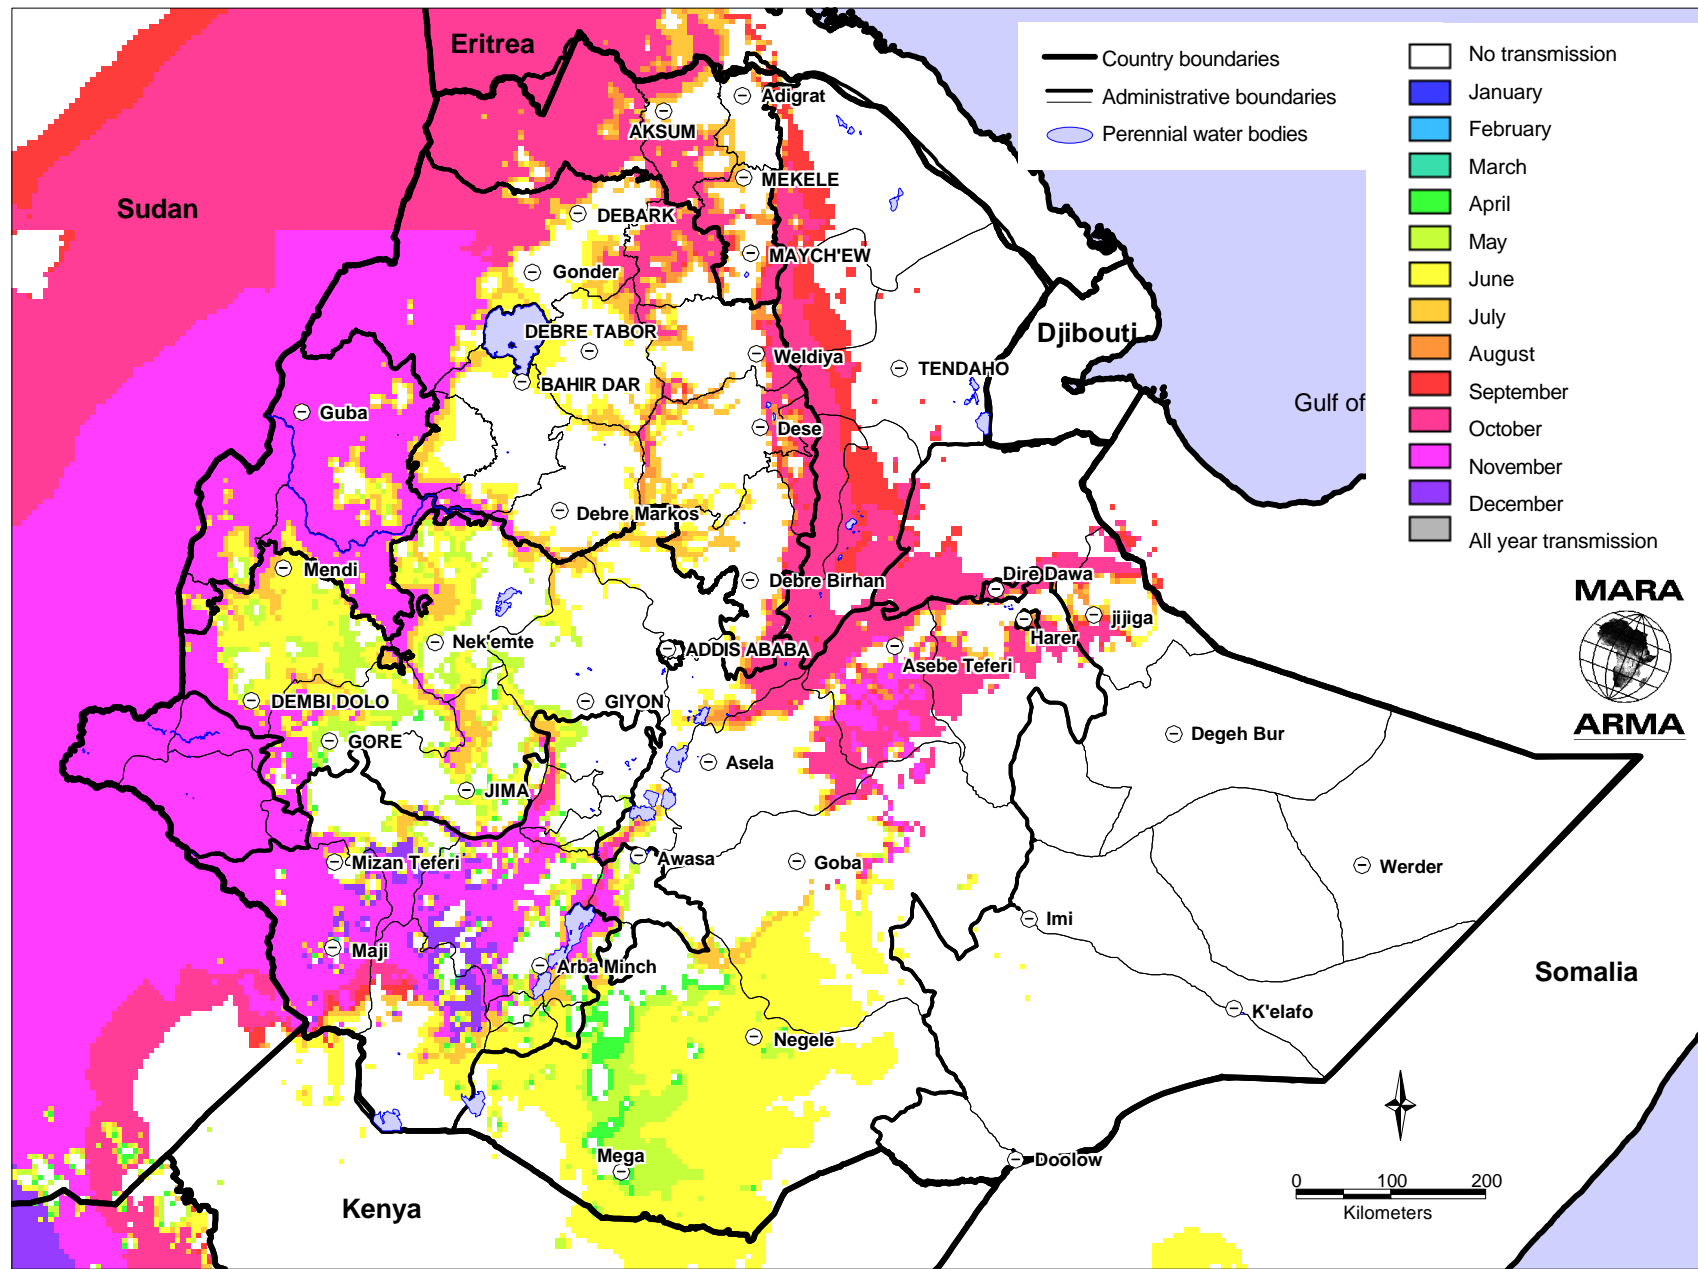 Eritrea
Country boundaries
Administrative boundaries
Perennial water bodies
No transmission
January
February
March
April
May
June
July
August
September
October
November
December
All year transmission
Adigrat
AKSUM
MEKELE
Sudan
DEBARK
MAYCH'EW
Gonder
DEBRE TABOR
Djibouti
Weldiya
TENDAHO
BAHIR DAR
Gulf of
Guba
Dese
Debre Markos
Mendi
Debre Birhan
Dire Dawa
jijiga
Harer
Nek'emte
ADDIS ABABA
Asebe Teferi
MARA
ARMA
DEMBI DOLO
GIYON
GORE
Degeh Bur
Asela
JIMA
Mizan Teferi
Awasa
Goba
Werder
Imi
Maji
Arba Minch
Somalia
K'elafo
Negele
Mega
Doolow
Kenya
0 100 200
Kilometers